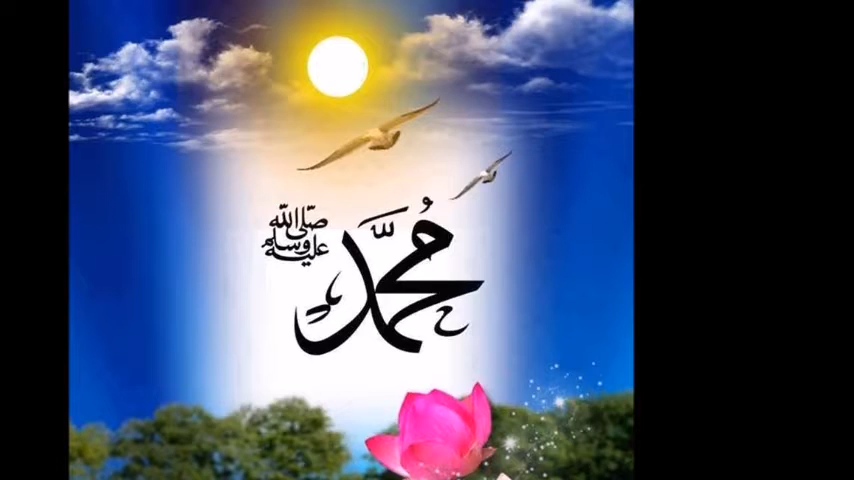 محمد
صلى الله
عليه وسلم